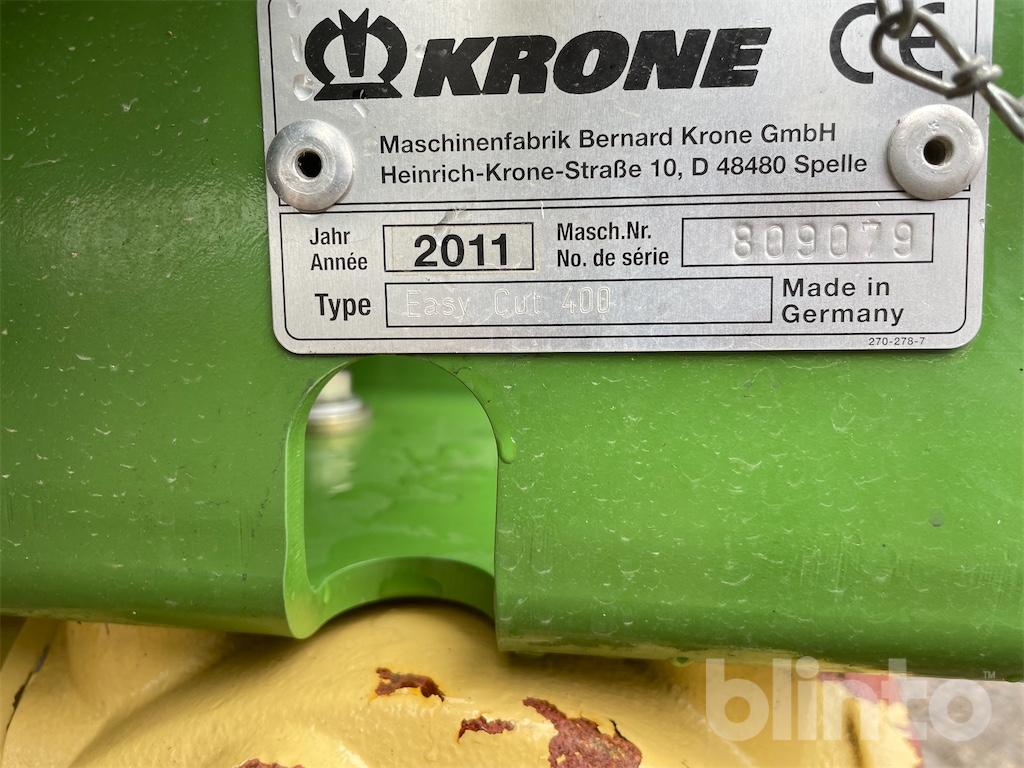 KRONE CE
Maschinenfabrik Bernard Krone GmbH
Heinrich-Krone-Straße 10, D 48480 Spelle
Jahr
Année
2011
Masch.Nr.
No. de série
809079
Type
Easy Cut 400
Made in
Germany
270-278-7
blinto™